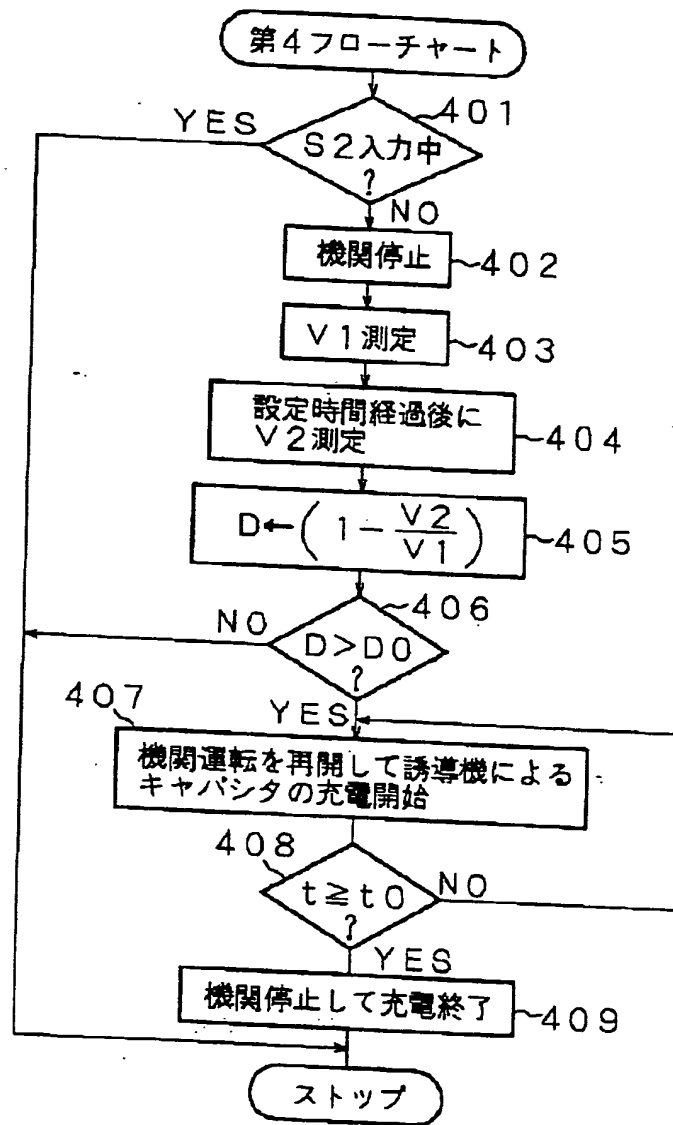 第4フローチャート
401
YES
S2入力中
?
NO
機関停止
402
V1測定
403
設定時間経過後に
V2測定
404
D←(1-V2/V1)
405
406
NO
D>D0
?
407
YES
機関運転を再開して誘導機による
キャパシタの充電開始
408
t≧t0
NO
?
YES
機関停止して充電終了
409
ストップ